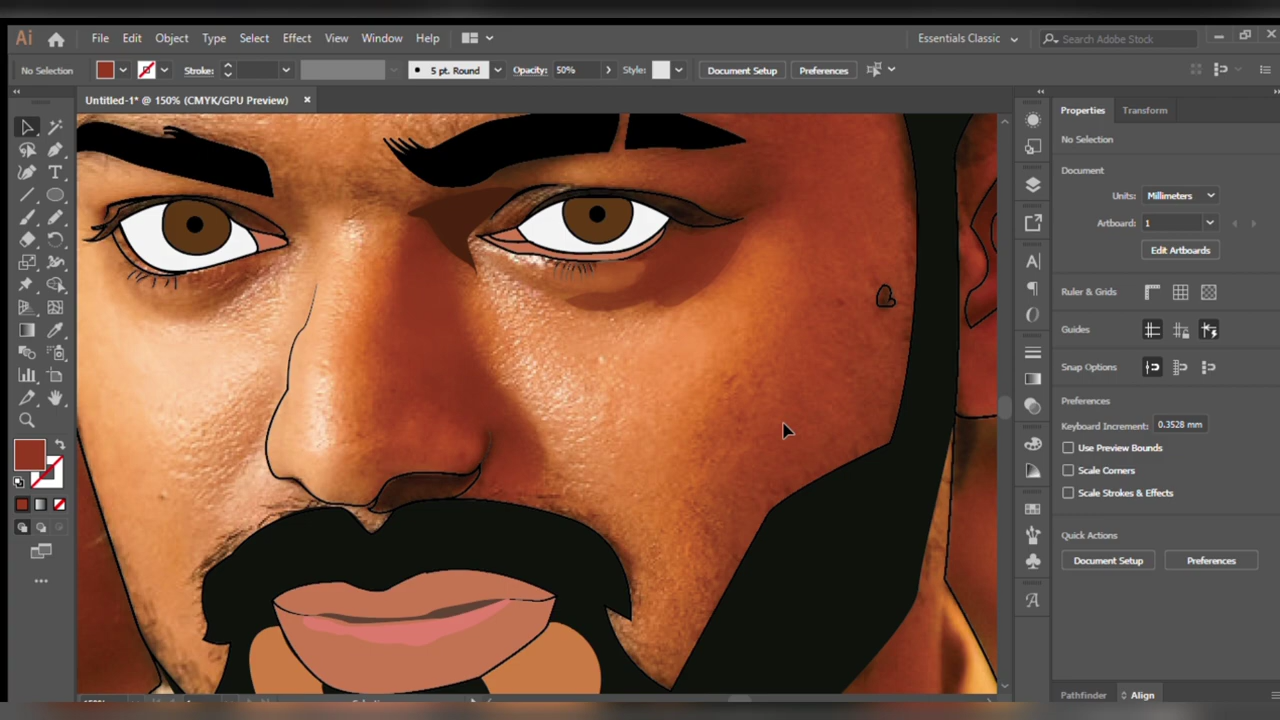 Ai File Edit Object Type Select Effect View Window Help Essentials Classic Search Adobe Stock
No Selection Stroke: 5 pt. Round Opacity: 50% Style: Document Setup Preferences
Untitled-1* @ 150% (CMYK/GPU Preview) ×
Properties Transform
No Selection
Document
Units: Millimeters
Artboard: 1
Edit Artboards
Ruler & Grids
Guides
Snap Options
Preferences
Keyboard Increment: 0.3528 mm
Use Preview Bounds
Scale Corners
Scale Strokes & Effects
Quick Actions
Document Setup Preferences
Pathfinder Align